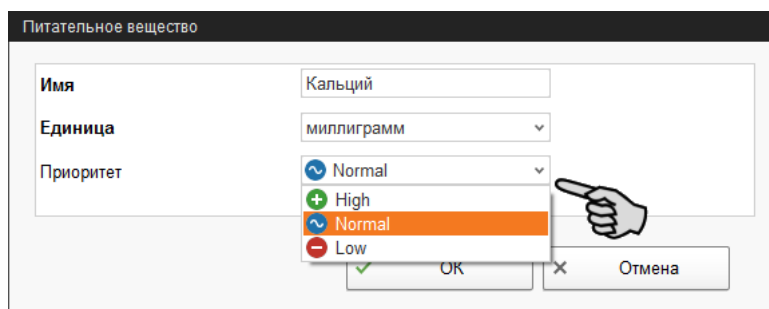 Питательное вещество
Имя Кальций
Единица миллиграмм
Приоритет Normal
High
Normal
Low
OK Отмена